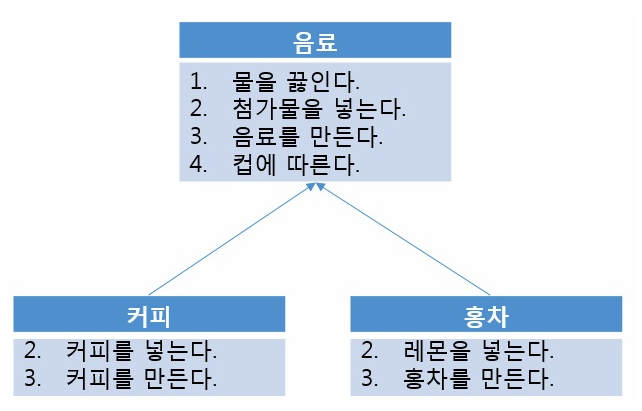 음료
1. 물을 끓인다.
2. 첨가물을 넣는다.
3. 음료를 만든다.
4. 컵에 따른다.
커피
2. 커피를 넣는다.
3. 커피를 만든다.
홍차
2. 레몬을 넣는다.
3. 홍차를 만든다.